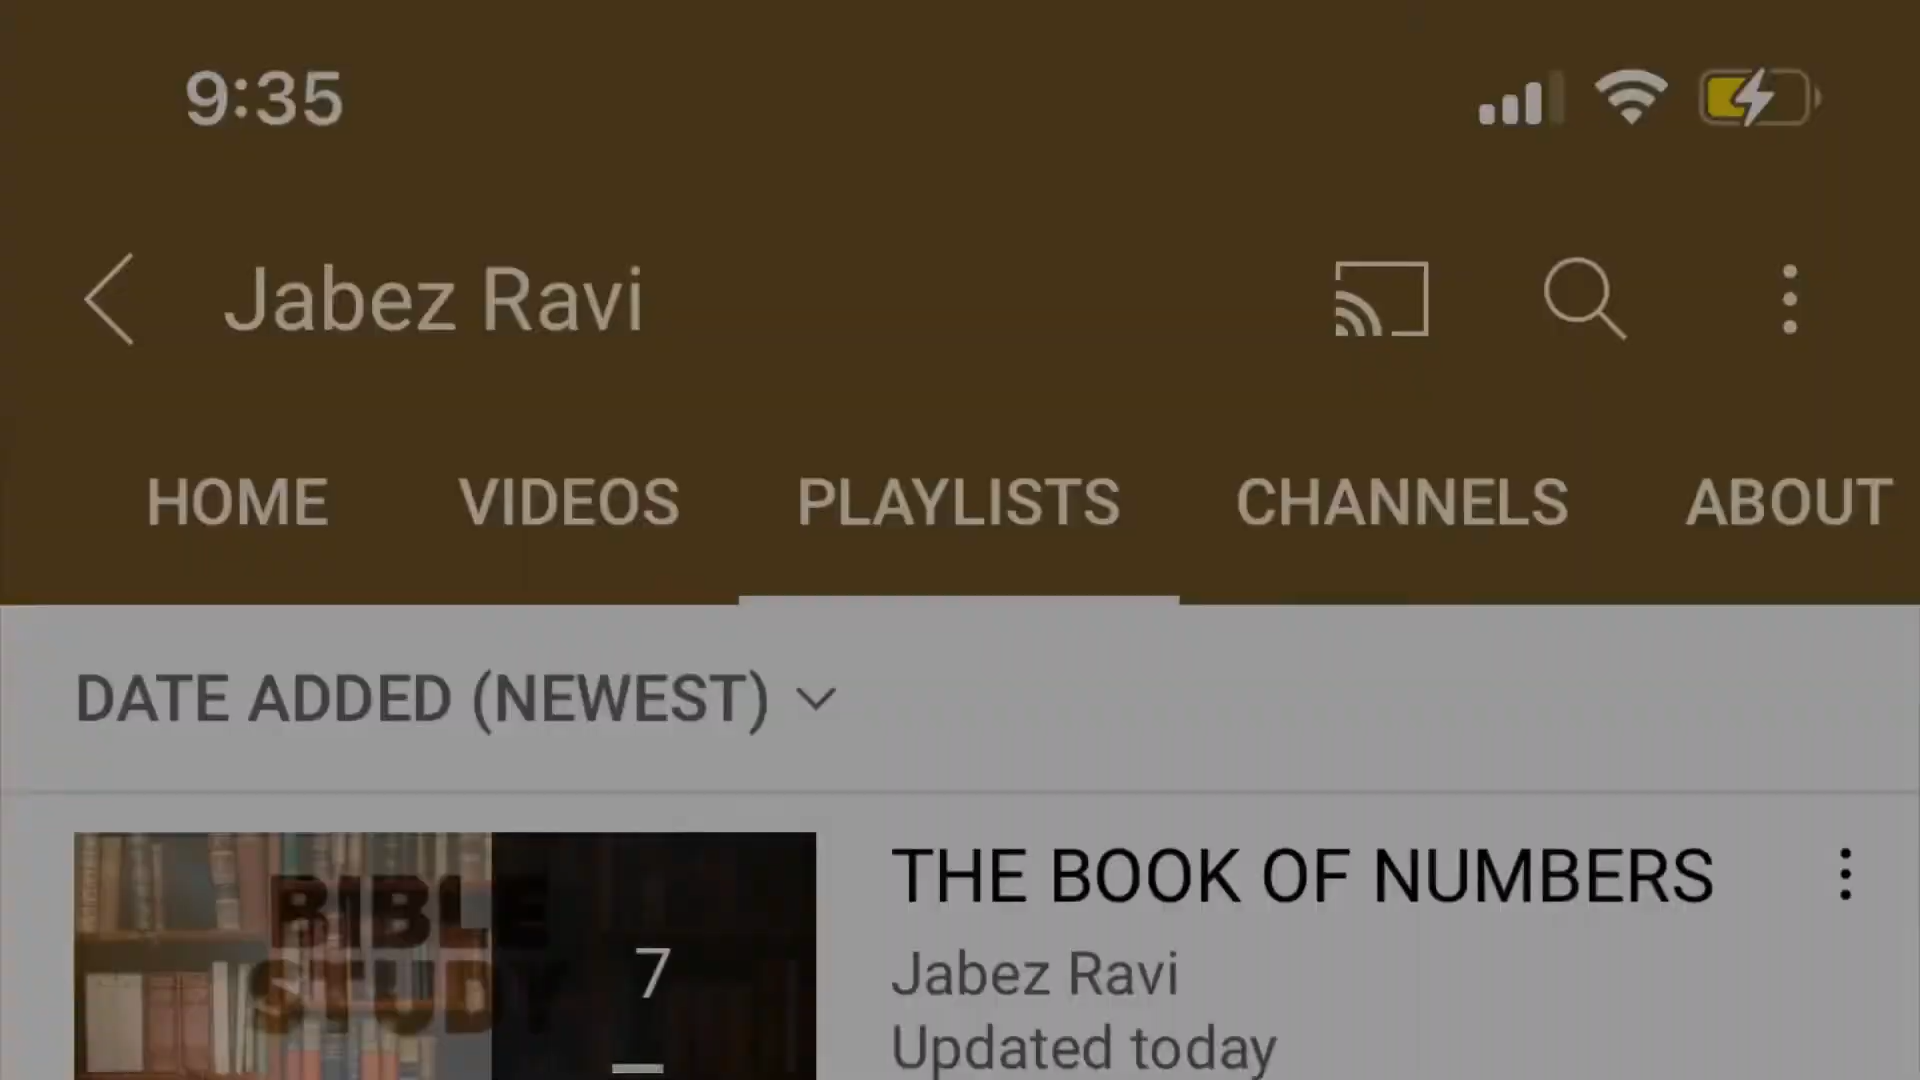 9:35
Jabez Ravi
HOME VIDEOS PLAYLISTS CHANNELS ABOUT
DATE ADDED (NEWEST)
BIBLE
STUDY
7
THE BOOK OF NUMBERS
Jabez Ravi
Updated today